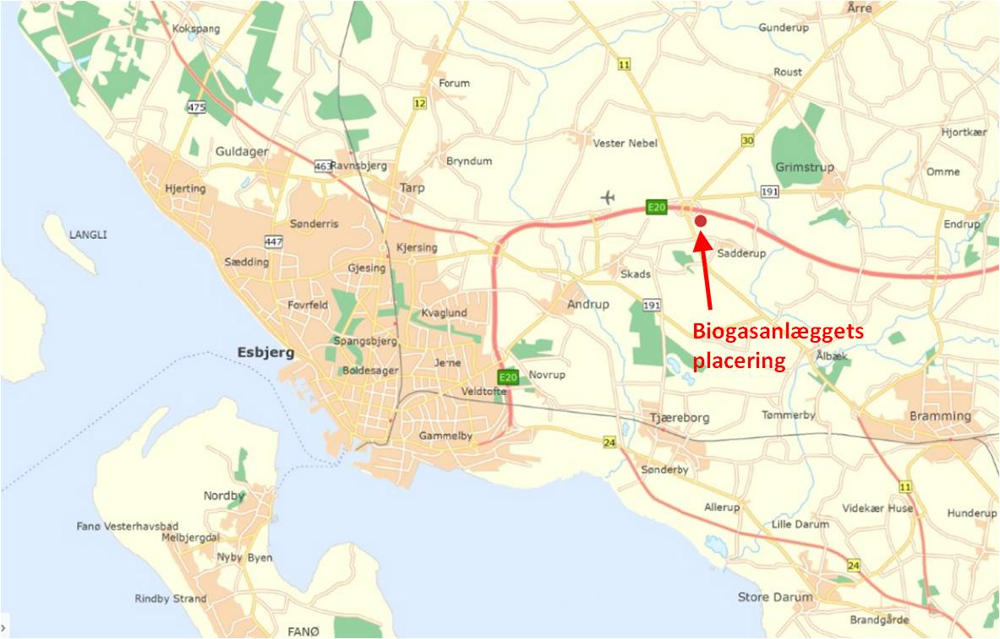 Årre
Kokspang
Gunderup
11
Roust
Forum
12
475
Hjortkær
30
Vester Nebel
Guldager
Bryndum
463
Ravnsbjerg
Grimstrup
Omme
Hjerting
Tarp
191
E20
Sønderris
Endrup
LANGLI
447
Kjersing
Sadderup
Sædding
Gjesing
Skads
Fovrfeld
Andrup
191
Kvaglund
Biogasanlæggets
placering
Spangsbjerg
Esbjerg
Ålbæk
Jerne
Boldesager
E20
Novrup
Veldtofte
Tjæreborg
Tømmerby
Bramming
Gammelby
24
Sønderby
11
Nordby
Allerup
Videkær Huse
Hunderup
Fanø Vesterhavsbad
Lille Darum
Melbjergdal
Nyby Byen
24
Rindby Strand
Store Darum
Brandgårde
FANØ